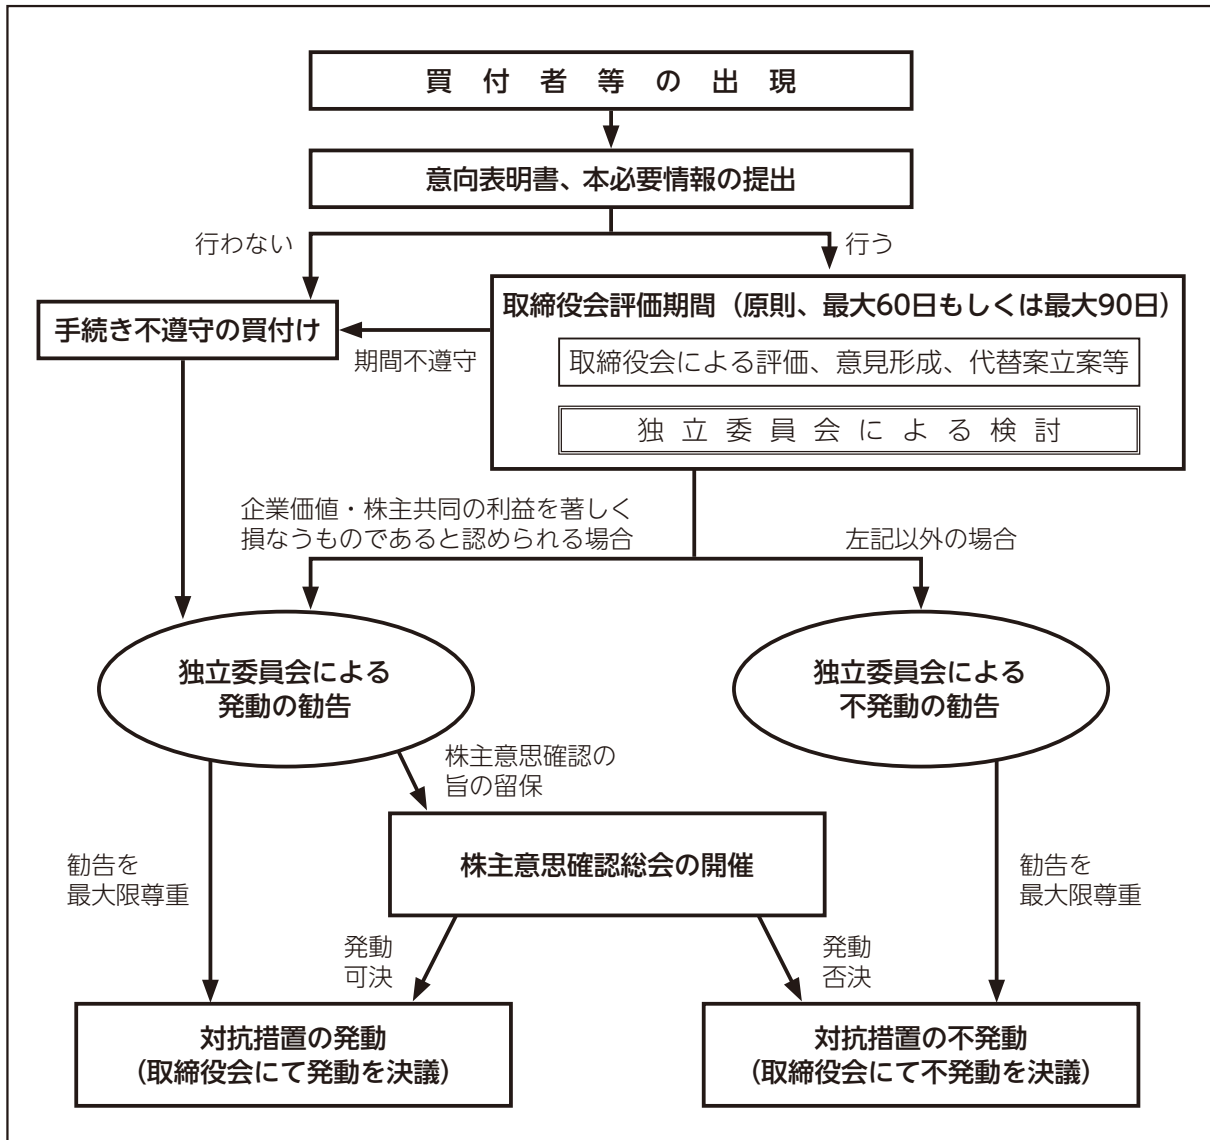 買付者等の出現
意向表明書、本必要情報の提出
行わない
行う
取締役会評価期間（原則、最大60日もしくは最大90日）
手続き不遵守の買付け
期間不遵守
取締役会による評価、意見形成、代替案立案等
独立委員会による検討
企業価値・株主共同の利益を著しく
損なうものであると認められる場合
左記以外の場合
独立委員会による
発動の勧告
独立委員会による
不発動の勧告
株主意思確認の
旨の留保
株主意思確認総会の開催
勧告を
最大限尊重
勧告を
最大限尊重
発動
可決
発動
否決
対抗措置の発動
（取締役会にて発動を決議）
対抗措置の不発動
（取締役会にて不発動を決議）